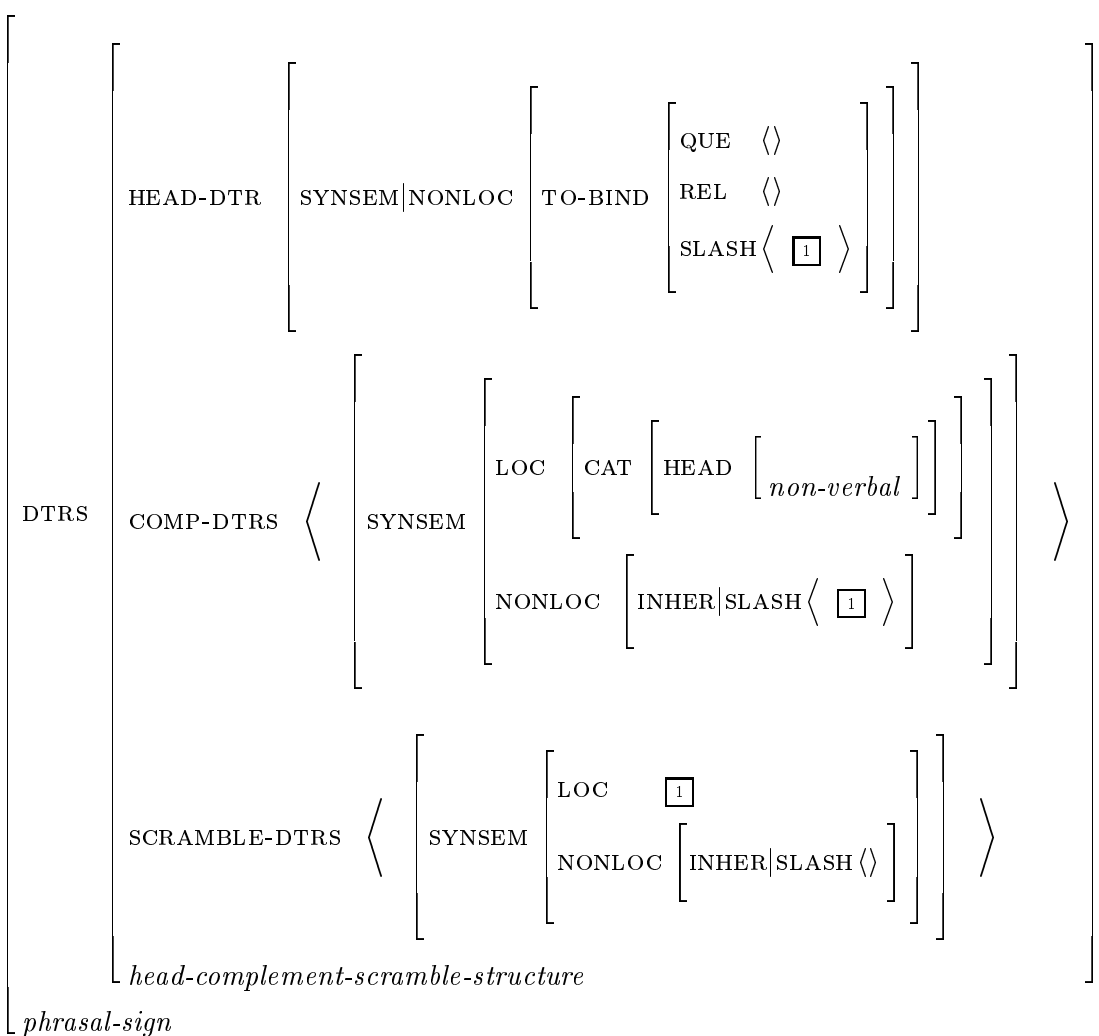 QUE ⟨⟩
HEAD-DTR SYNSEM|NONLOC TO-BIND REL ⟨⟩
SLASH ⟨ 1 ⟩
LOC CAT HEAD non-verbal
DTRS COMP-DTRS ⟨ SYNSEM ⟩
NONLOC INHER|SLASH ⟨ 1 ⟩
LOC 1
SCRAMBLE-DTRS ⟨ SYNSEM ⟩
NONLOC INHER|SLASH ⟨⟩
head-complement-scramble-structure
phrasal-sign